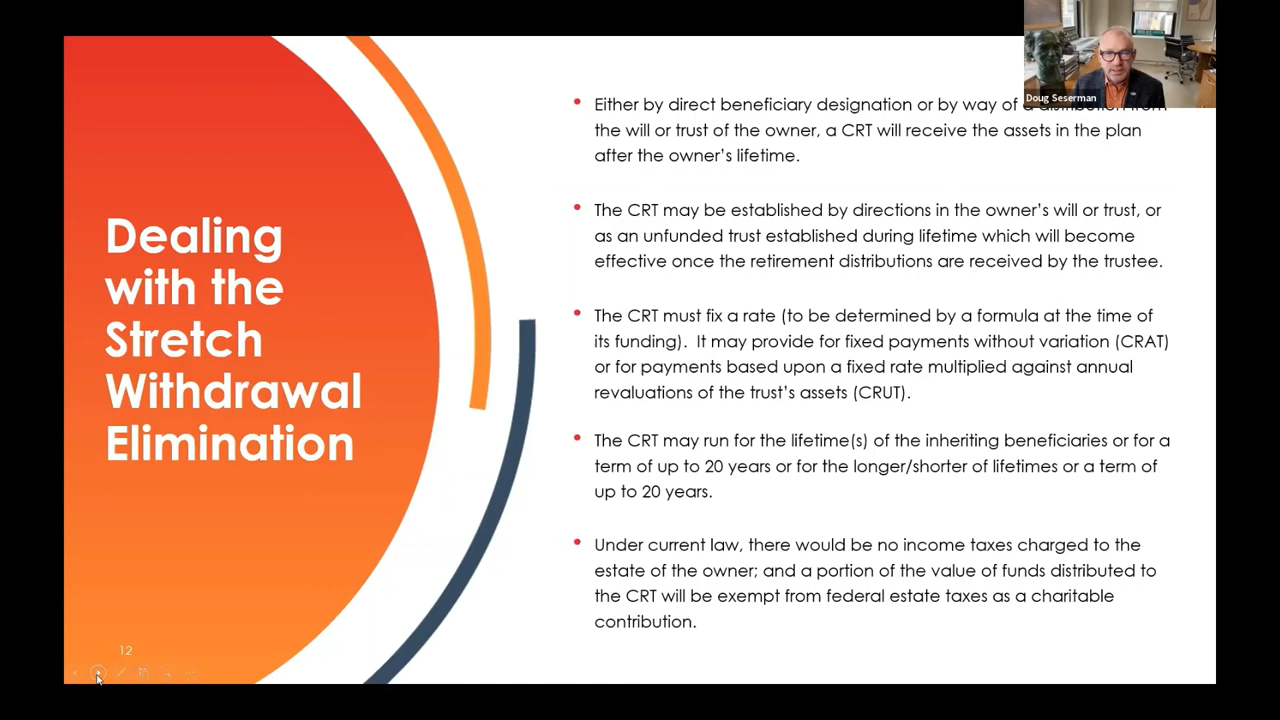 Doug Seserman
Dealing
with the
Stretch
Withdrawal
Elimination
Either by direct beneficiary designation or by way of a distribution from
the will or trust of the owner, a CRT will receive the assets in the plan
after the owner’s lifetime.
The CRT may be established by directions in the owner’s will or trust, or
as an unfunded trust established during lifetime which will become
effective once the retirement distributions are received by the trustee.
The CRT must fix a rate (to be determined by a formula at the time of
its funding).  It may provide for fixed payments without variation (CRAT)
or for payments based upon a fixed rate multiplied against annual
revaluations of the trust’s assets (CRUT).
The CRT may run for the lifetime(s) of the inheriting beneficiaries or for a
term of up to 20 years or for the longer/shorter of lifetimes or a term of
up to 20 years.
Under current law, there would be no income taxes charged to the
estate of the owner; and a portion of the value of funds distributed to
the CRT will be exempt from federal estate taxes as a charitable
contribution.
12